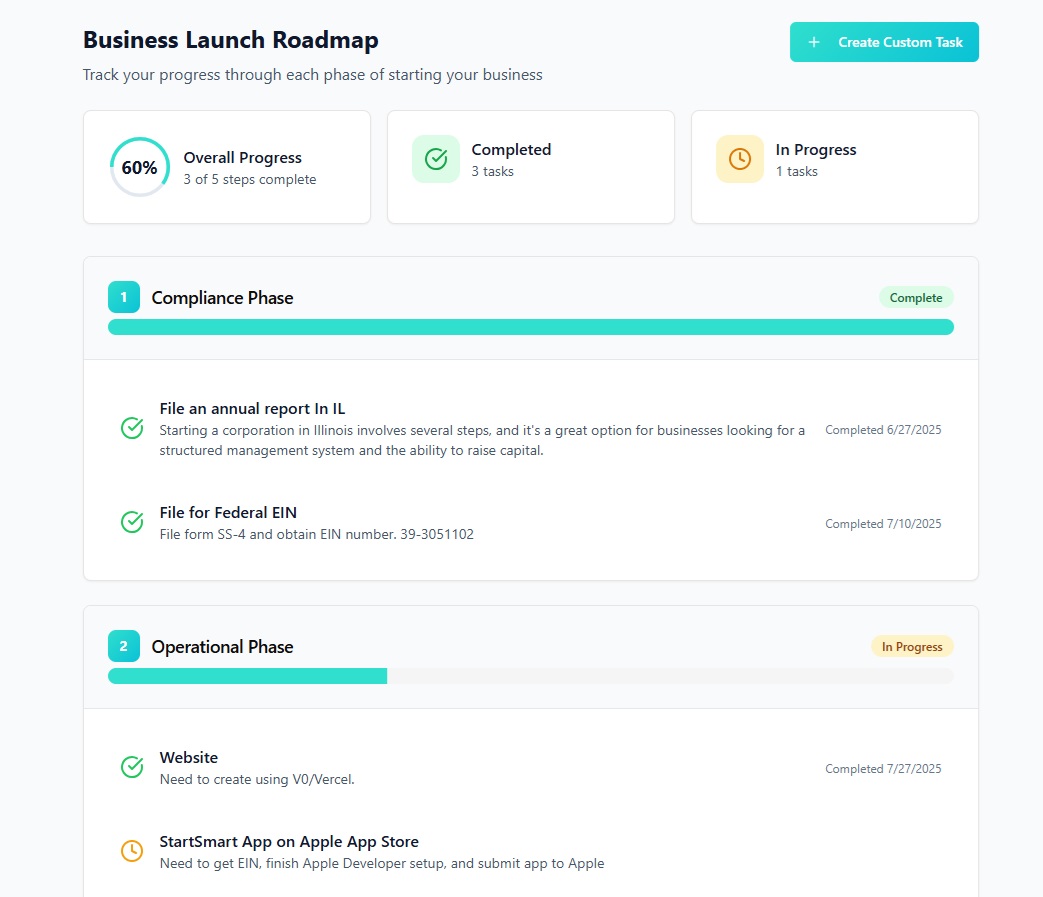 Business Launch Roadmap
Create Custom Task
Track your progress through each phase of starting your business
60%
Overall Progress
3 of 5 steps complete
Completed
3 tasks
In Progress
1 tasks
1
Compliance Phase
Complete
File an annual report In IL
Starting a corporation in Illinois involves several steps, and it's a great option for businesses looking for a
structured management system and the ability to raise capital.
Completed 6/27/2025
File for Federal EIN
File form SS-4 and obtain EIN number. 39-3051102
Completed 7/10/2025
2
Operational Phase
In Progress
Website
Need to create using V0/Vercel.
Completed 7/27/2025
StartSmart App on Apple App Store
Need to get EIN, finish Apple Developer setup, and submit app to Apple